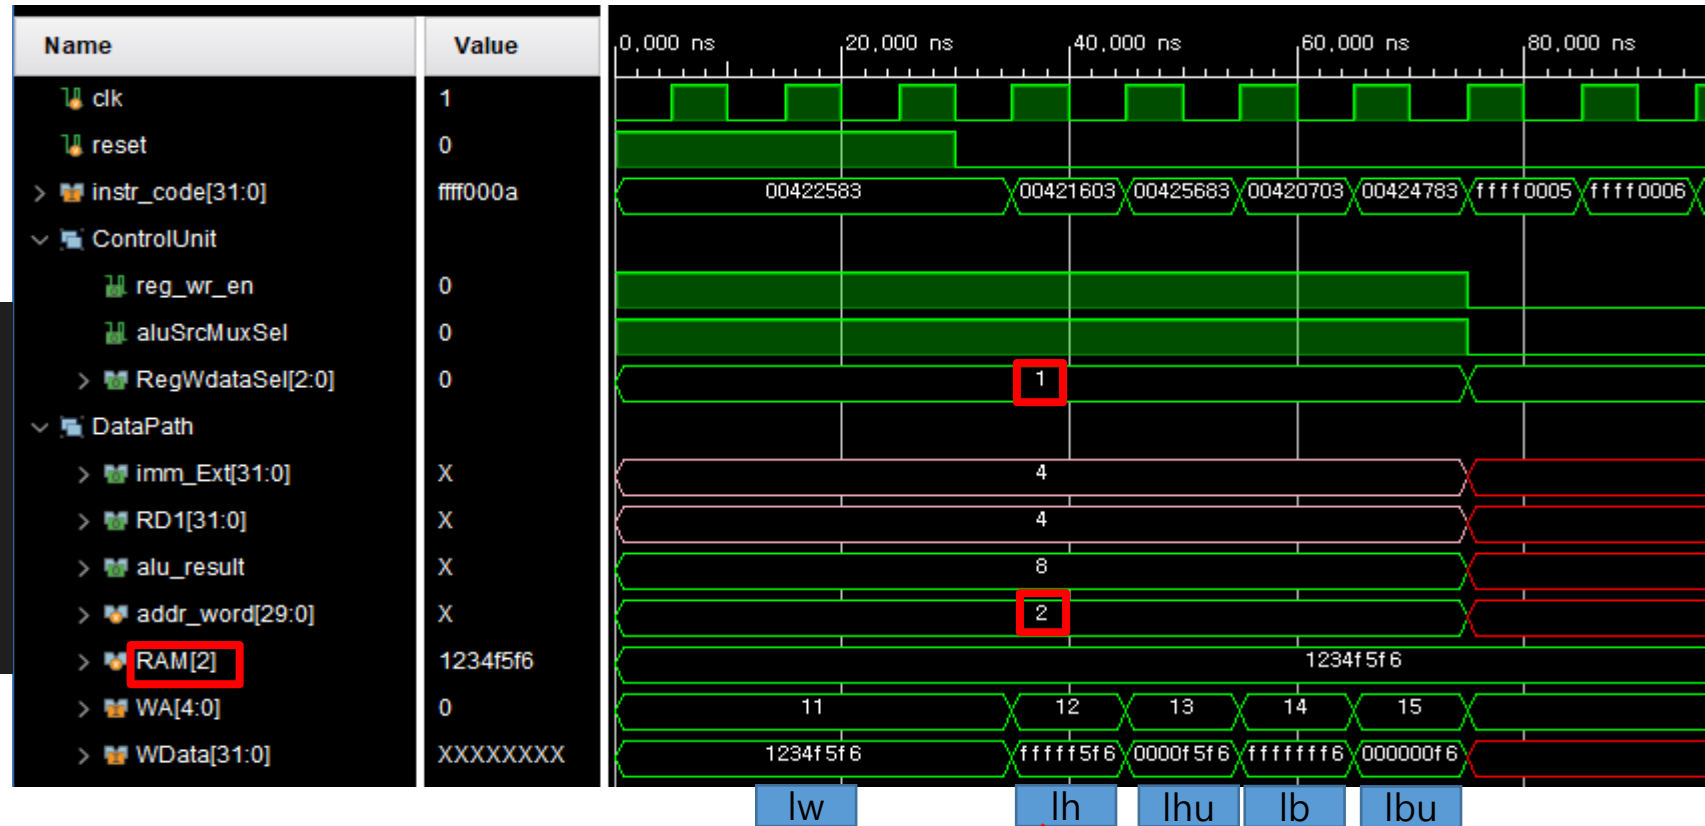 Name Value 0,000 ns 20,000 ns 40,000 ns 60,000 ns 80,000 ns
clk 1
reset 0
instr_code[31:0] ffff000a 00422583 00421603 00425683 00420703 00424783 ffff0005 ffff0006
ControlUnit
reg_wr_en 0
aluSrcMuxSel 0
RegWdataSel[2:0] 0 1
DataPath
imm_Ext[31:0] X 4
RD1[31:0] X 4
alu_result X 8
addr_word[29:0] X 2
RAM[2] 1234f5f6 1234f5f6
WA[4:0] 0 11 12 13 14 15
WData[31:0] XXXXXXXX 1234f5f6 fffff5f6 0000f5f6 fffffff6 000000f6
lw lh lhu lb lbu